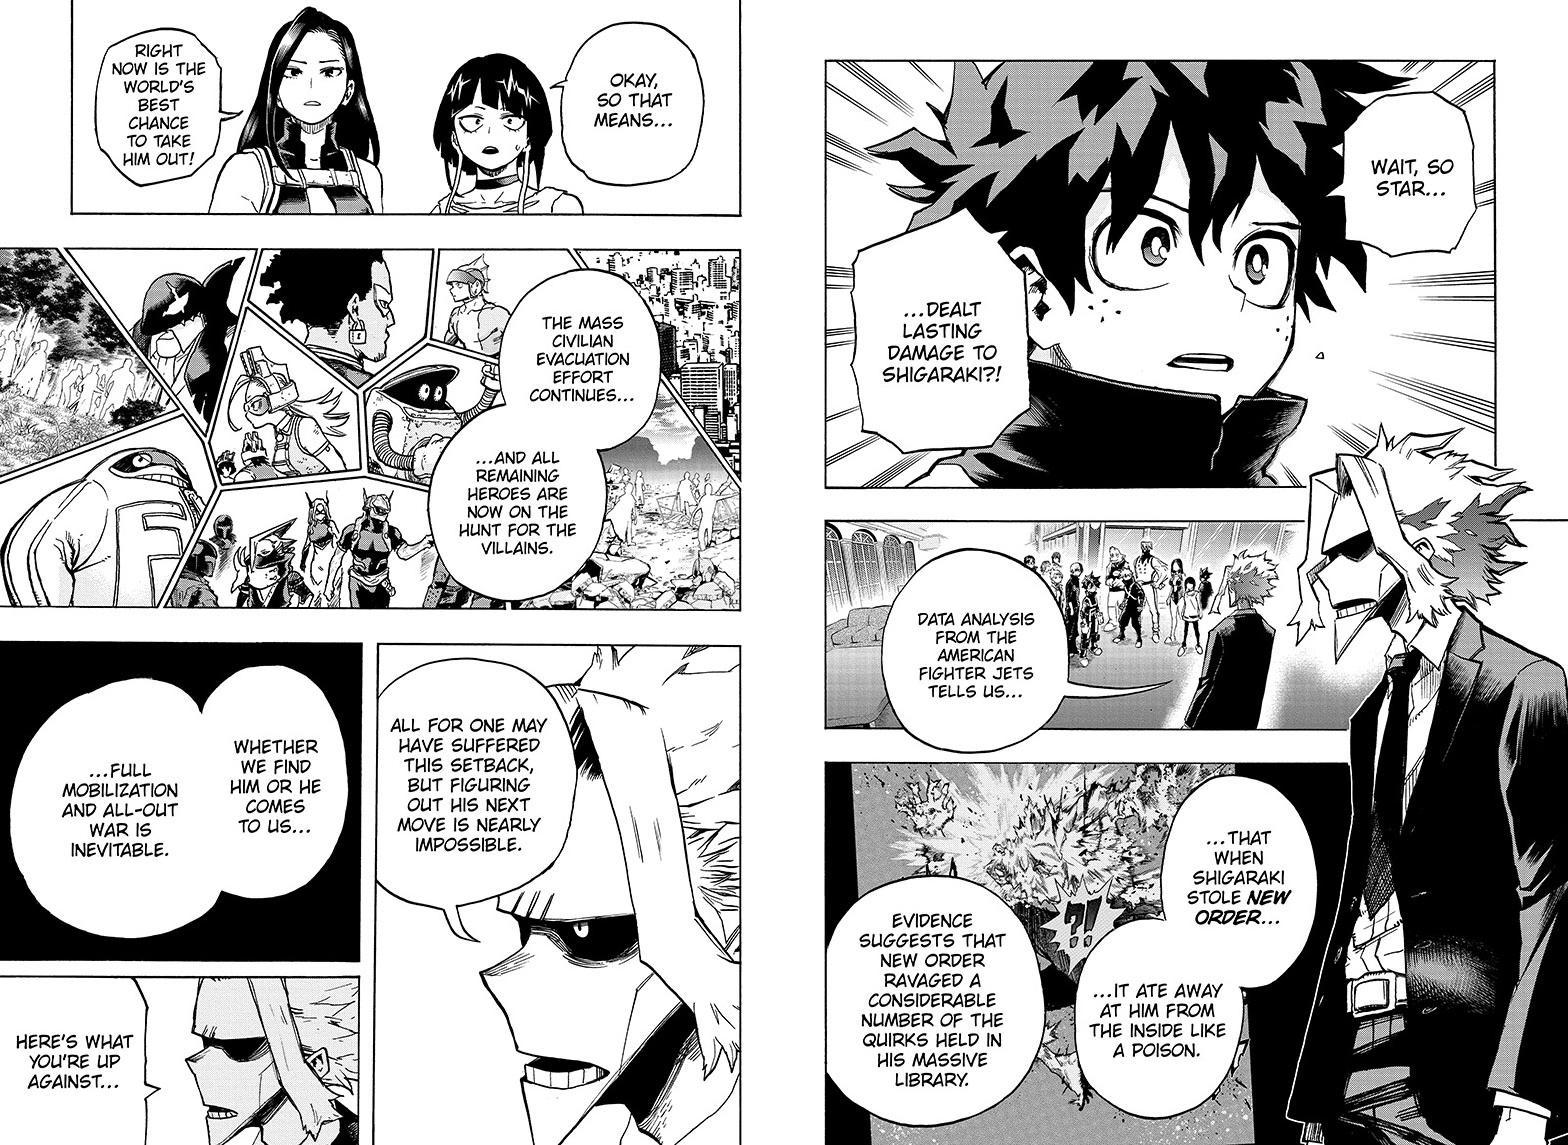 WAIT, SO
STAR...
...DEALT
LASTING
DAMAGE TO
SHIGARAKI?!
DATA ANALYSIS
FROM THE
AMERICAN
FIGHTER JETS
TELLS US...
...THAT
WHEN
SHIGARAKI
STOLE NEW
ORDER...
...IT ATE AWAY
AT HIM FROM
THE INSIDE LIKE
A POISON.
?!
EVIDENCE
SUGGESTS THAT
NEW ORDER
RAVAGED A
CONSIDERABLE
NUMBER OF THE
QUIRKS HELD IN
HIS MASSIVE
LIBRARY.
OKAY,
SO THAT
MEANS...
RIGHT
NOW IS THE
WORLD'S
BEST
CHANCE
TO TAKE
HIM OUT!
THE MASS
CIVILIAN
EVACUATION
EFFORT
CONTINUES...
...AND ALL
REMAINING
HEROES ARE
NOW ON THE
HUNT FOR THE
VILLAINS.
F
ALL FOR ONE MAY
HAVE SUFFERED
THIS SETBACK,
BUT FIGURING
OUT HIS NEXT
MOVE IS NEARLY
IMPOSSIBLE.
WHETHER
WE FIND
HIM OR HE
COMES
TO US...
...FULL
MOBILIZATION
AND ALL-OUT
WAR IS
INEVITABLE.
HERE'S WHAT
YOU'RE UP
AGAINST...